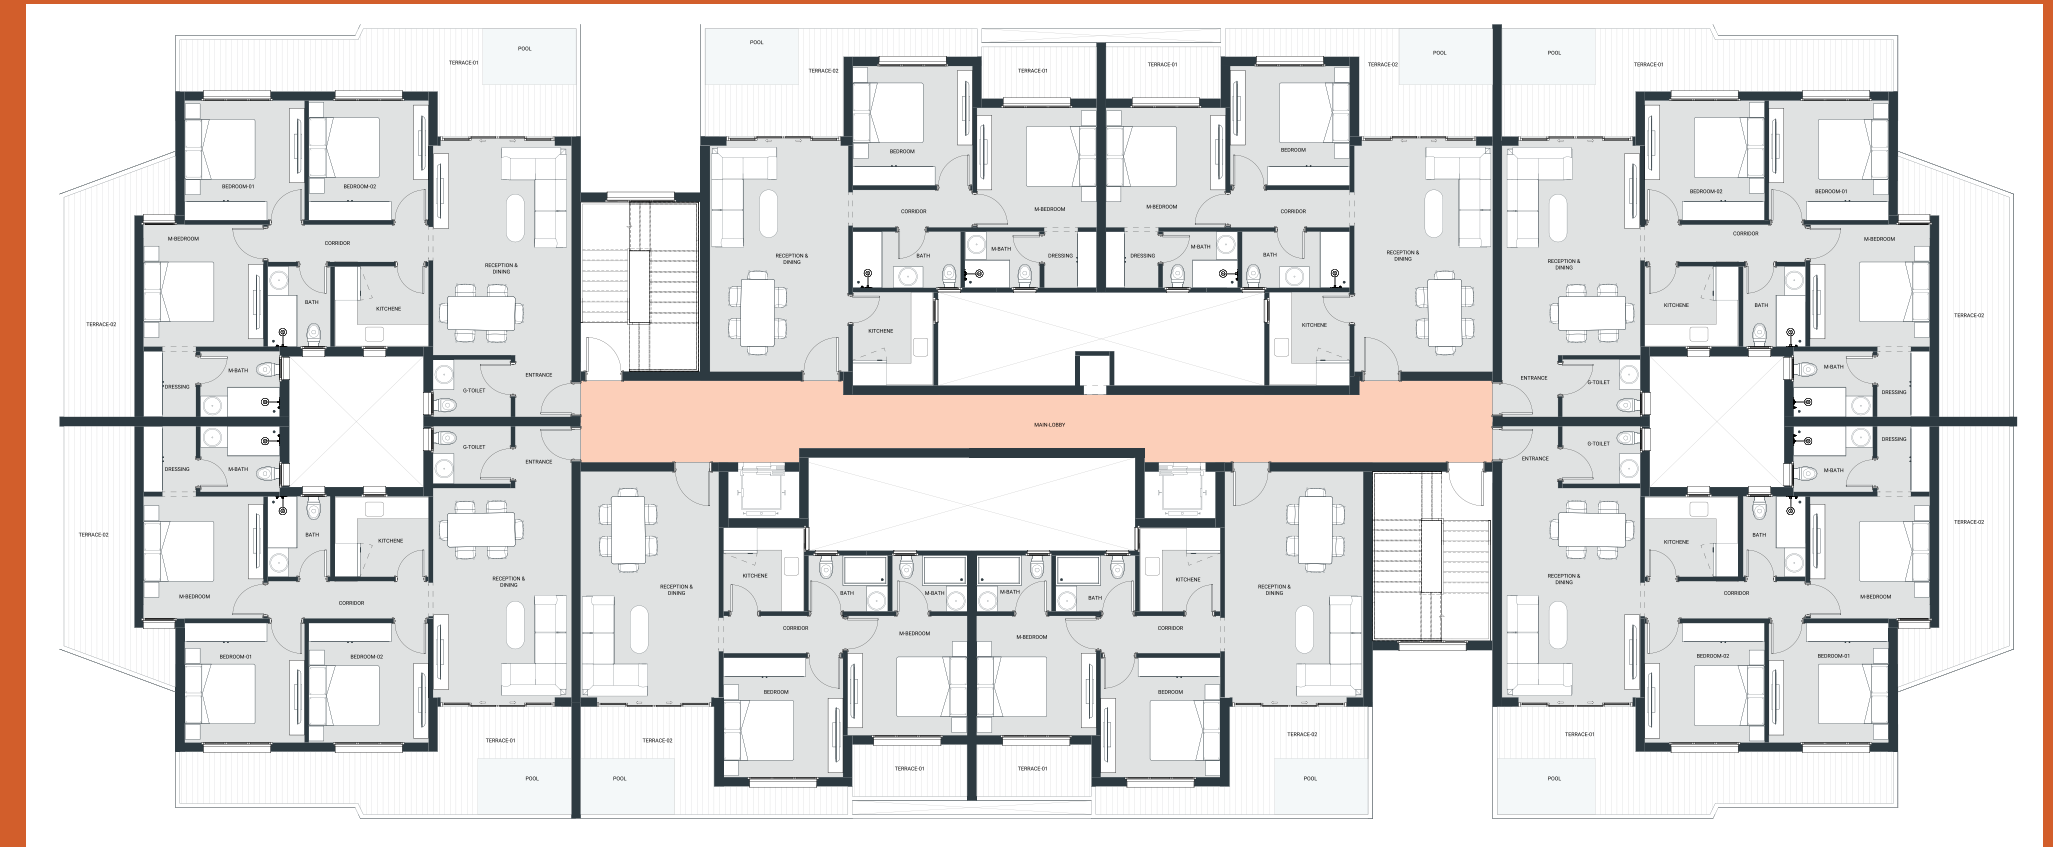 POOL
POOL
POOL
POOL
TERRACE-01
TERRACE-02
TERRACE-01
TERRACE-01
TERRACE-02
TERRACE-01
BEDROOM
BEDROOM
BEDROOM-01
BEDROOM-02
BEDROOM-02
BEDROOM-01
M-BEDROOM
CORRIDOR
M-BEDROOM
M-BEDROOM
CORRIDOR
CORRIDOR
M-BEDROOM
CORRIDOR
RECEPTION &
DINING
RECEPTION &
DINING
BATH
M-BATH
DRESSING
DRESSING
M-BATH
BATH
RECEPTION &
DINING
RECEPTION &
DINING
BATH
KITCHENE
KITCHENE
BATH
TERRACE-02
KITCHENE
KITCHENE
TERRACE-02
M-BATH
DRESSING
G-TOILET
ENTRANCE
ENTRANCE
G-TOILET
M-BATH
DRESSING
MAIN-LOBBY
DRESSING
M-BATH
G-TOILET
ENTRANCE
ENTRANCE
G-TOILET
M-BATH
DRESSING
TERRACE-02
BATH
KITCHENE
KITCHENE
BATH
TERRACE-02
RECEPTION &
DINING
RECEPTION &
DINING
KITCHENE
KITCHENE
RECEPTION &
DINING
RECEPTION &
DINING
M-BEDROOM
CORRIDOR
BATH
M-BATH
M-BATH
BATH
CORRIDOR
M-BEDROOM
CORRIDOR
M-BEDROOM
M-BEDROOM
CORRIDOR
BEDROOM-01
BEDROOM-02
BEDROOM-02
BEDROOM-01
BEDROOM
BEDROOM
TERRACE-01
TERRACE-02
TERRACE-02
TERRACE-01
TERRACE-01
TERRACE-01
POOL
POOL
POOL
POOL